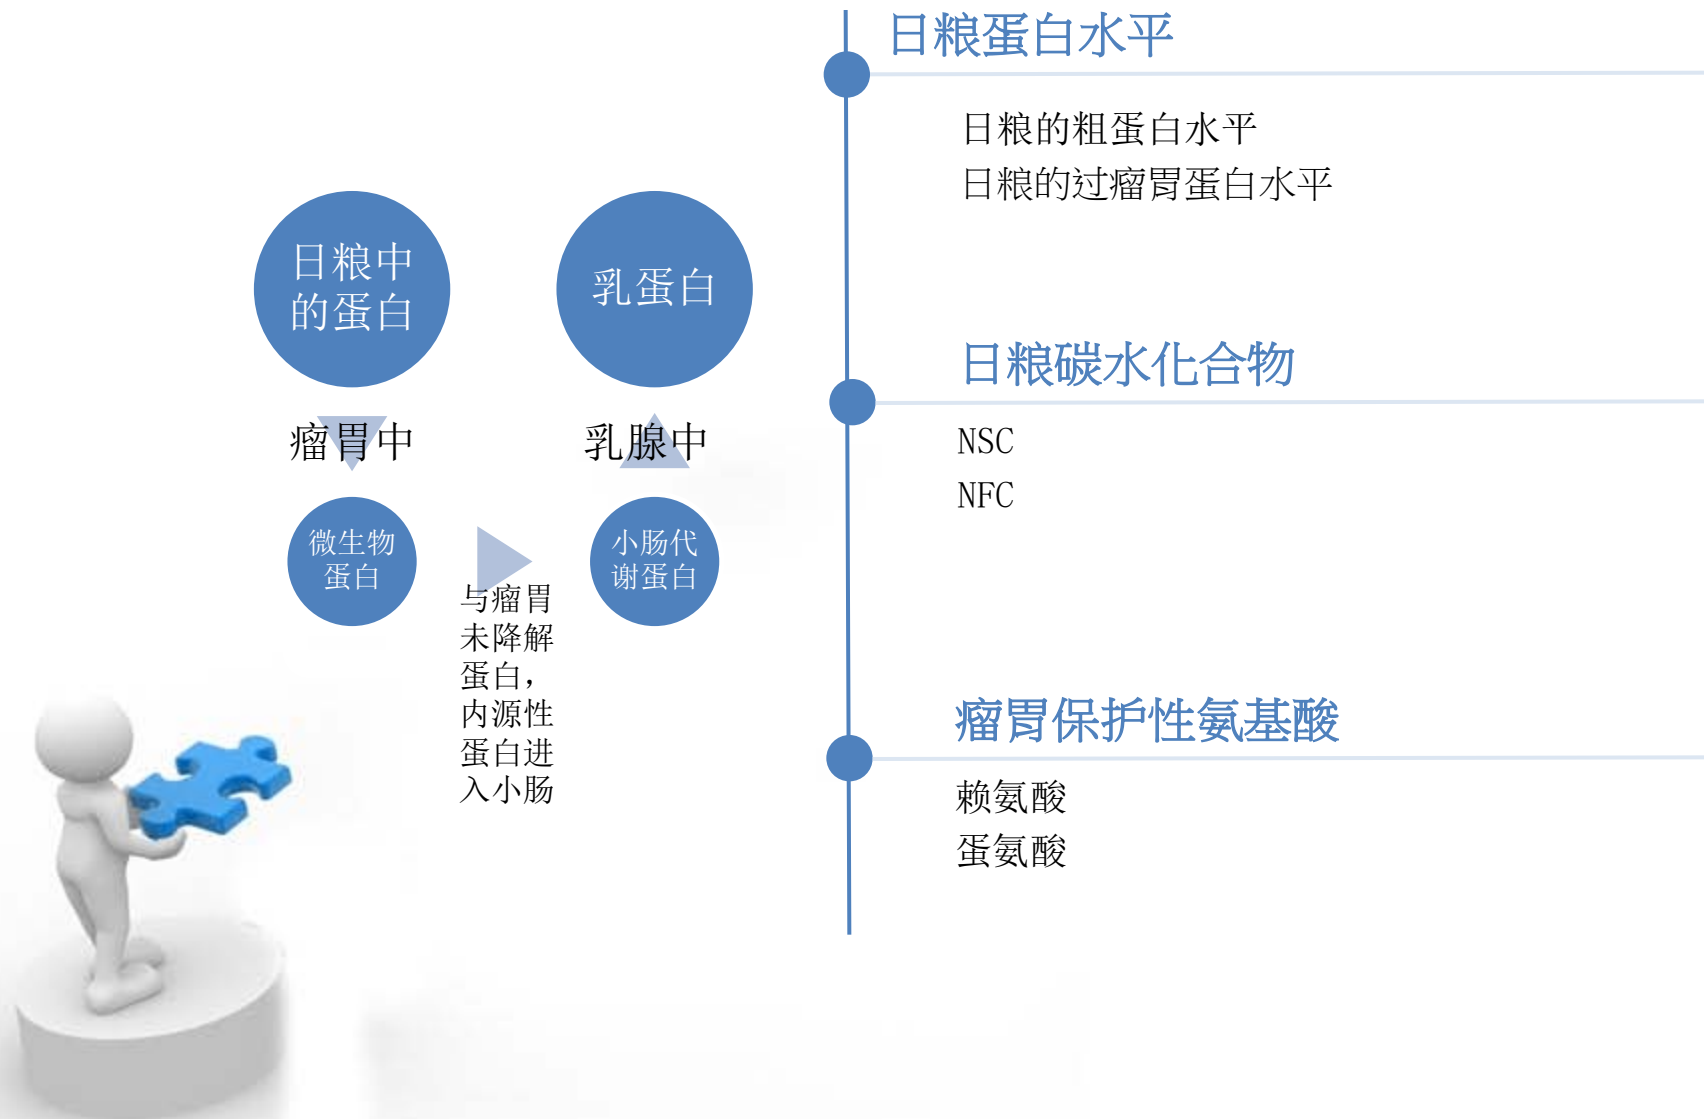 日粮中
的蛋白
瘤胃中
微生物
蛋白
与瘤胃
未降解
蛋白，
内源性
蛋白进
入小肠
小肠代
谢蛋白
乳腺中
乳蛋白
日粮蛋白水平
日粮的粗蛋白水平
日粮的过瘤胃蛋白水平
日粮碳水化合物
NSC
NFC
瘤胃保护性氨基酸
赖氨酸
蛋氨酸